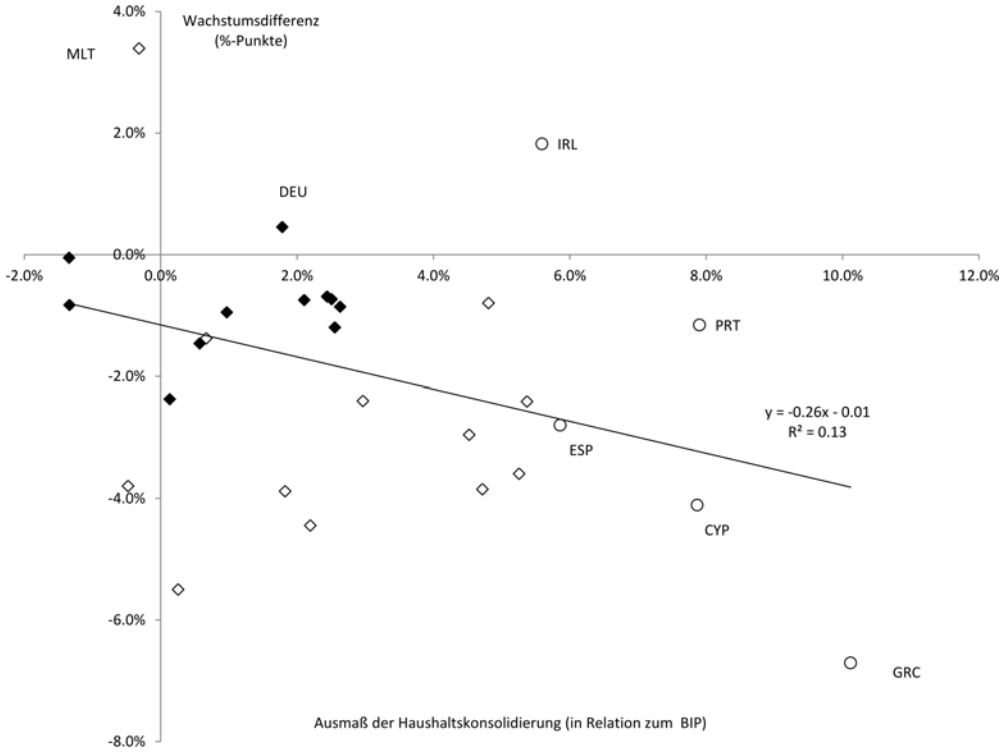 4.0%
Wachstumsdifferenz
(%-Punkte)
MLT
2.0%
IRL
DEU
0.0%
-2.0%
0.0%
2.0%
4.0%
6.0%
8.0%
10.0%
12.0%
PRT
-2.0%
y = -0.26x - 0.01
R² = 0.13
ESP
-4.0%
CYP
-6.0%
GRC
Ausmaß der Haushaltskonsolidierung (in Relation zum BIP)
-8.0%